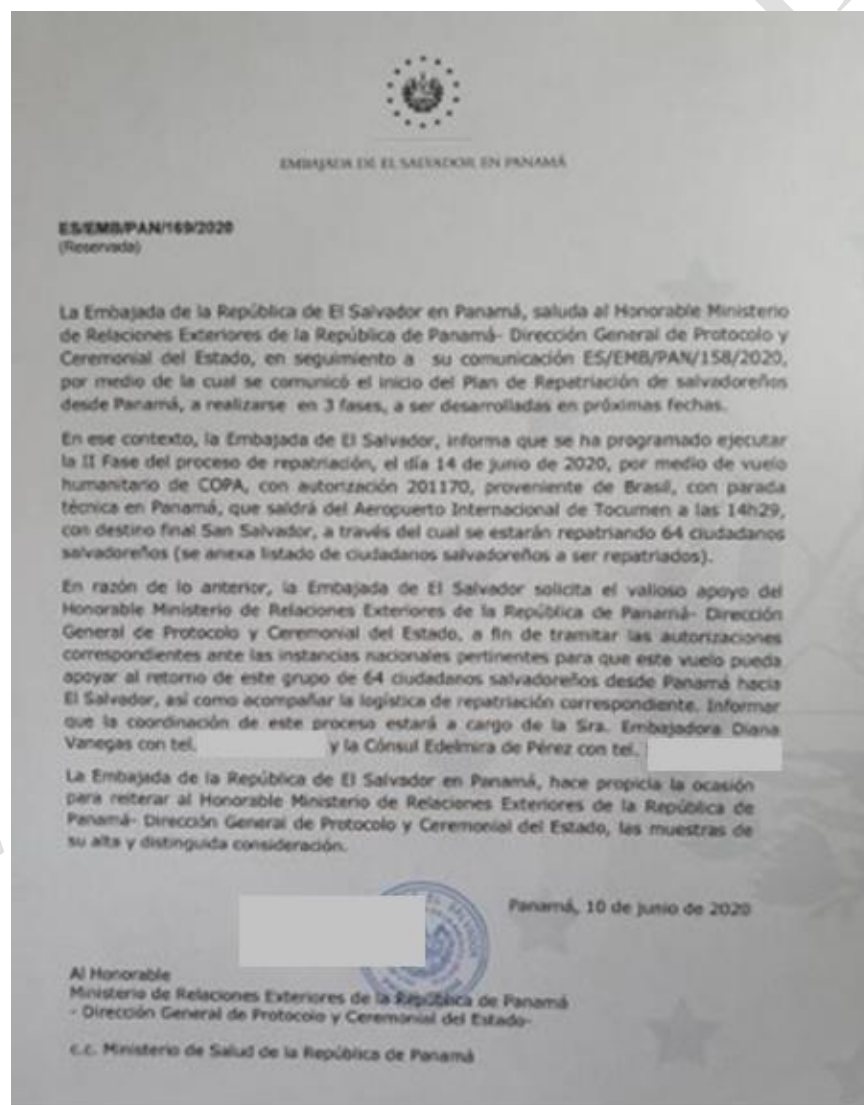 EMBAJADA DE EL SALVADOR EN PANAMÁ
ES/EMB/PAN/169/2020
(Reservada)
La Embajada de la República de El Salvador en Panamá, saluda al Honorable Ministerio
de Relaciones Exteriores de la República de Panamá- Dirección General de Protocolo y
Ceremonial del Estado, en seguimiento a su comunicación ES/EMB/PAN/158/2020,
por medio de la cual se comunicó el inicio del Plan de Repatriación de salvadoreños
desde Panamá, a realizarse en 3 fases, a ser desarrolladas en próximas fechas.
En ese contexto, la Embajada de El Salvador, informa que se ha programado ejecutar
la II Fase del proceso de repatriación, el día 14 de junio de 2020, por medio de vuelo
humanitario de COPA, con autorización 201170, proveniente de Brasil, con parada
técnica en Panamá, que saldrá del Aeropuerto Internacional de Tocumen a las 14h29,
con destino final San Salvador, a través del cual se estarán repatriando 64 ciudadanos
salvadoreños (se anexa listado de ciudadanos salvadoreños a ser repatriados).
En razón de lo anterior, la Embajada de El Salvador solicita el valioso apoyo del
Honorable Ministerio de Relaciones Exteriores de la República de Panamá- Dirección
General de Protocolo y Ceremonial del Estado, a fin de tramitar las autorizaciones
correspondientes ante las instancias nacionales pertinentes para que este vuelo pueda
apoyar al retorno de este grupo de 64 ciudadanos salvadoreños desde Panamá hacia
El Salvador, así como acompañar la logística de repatriación correspondiente. Informar
que la coordinación de este proceso estará a cargo de la Sra. Embajadora Diana
Vanegas con tel. y la Cónsul Edelmira de Pérez con tel.
La Embajada de la República de El Salvador en Panamá, hace propicia la ocasión
para reiterar al Honorable Ministerio de Relaciones Exteriores de la República de
Panamá- Dirección General de Protocolo y Ceremonial del Estado, las muestras de
su alta y distinguida consideración.
Panamá, 10 de junio de 2020
Al Honorable
Ministerio de Relaciones Exteriores de la República de Panamá
- Dirección General de Protocolo y Ceremonial del Estado-
c.c. Ministerio de Salud de la República de Panamá